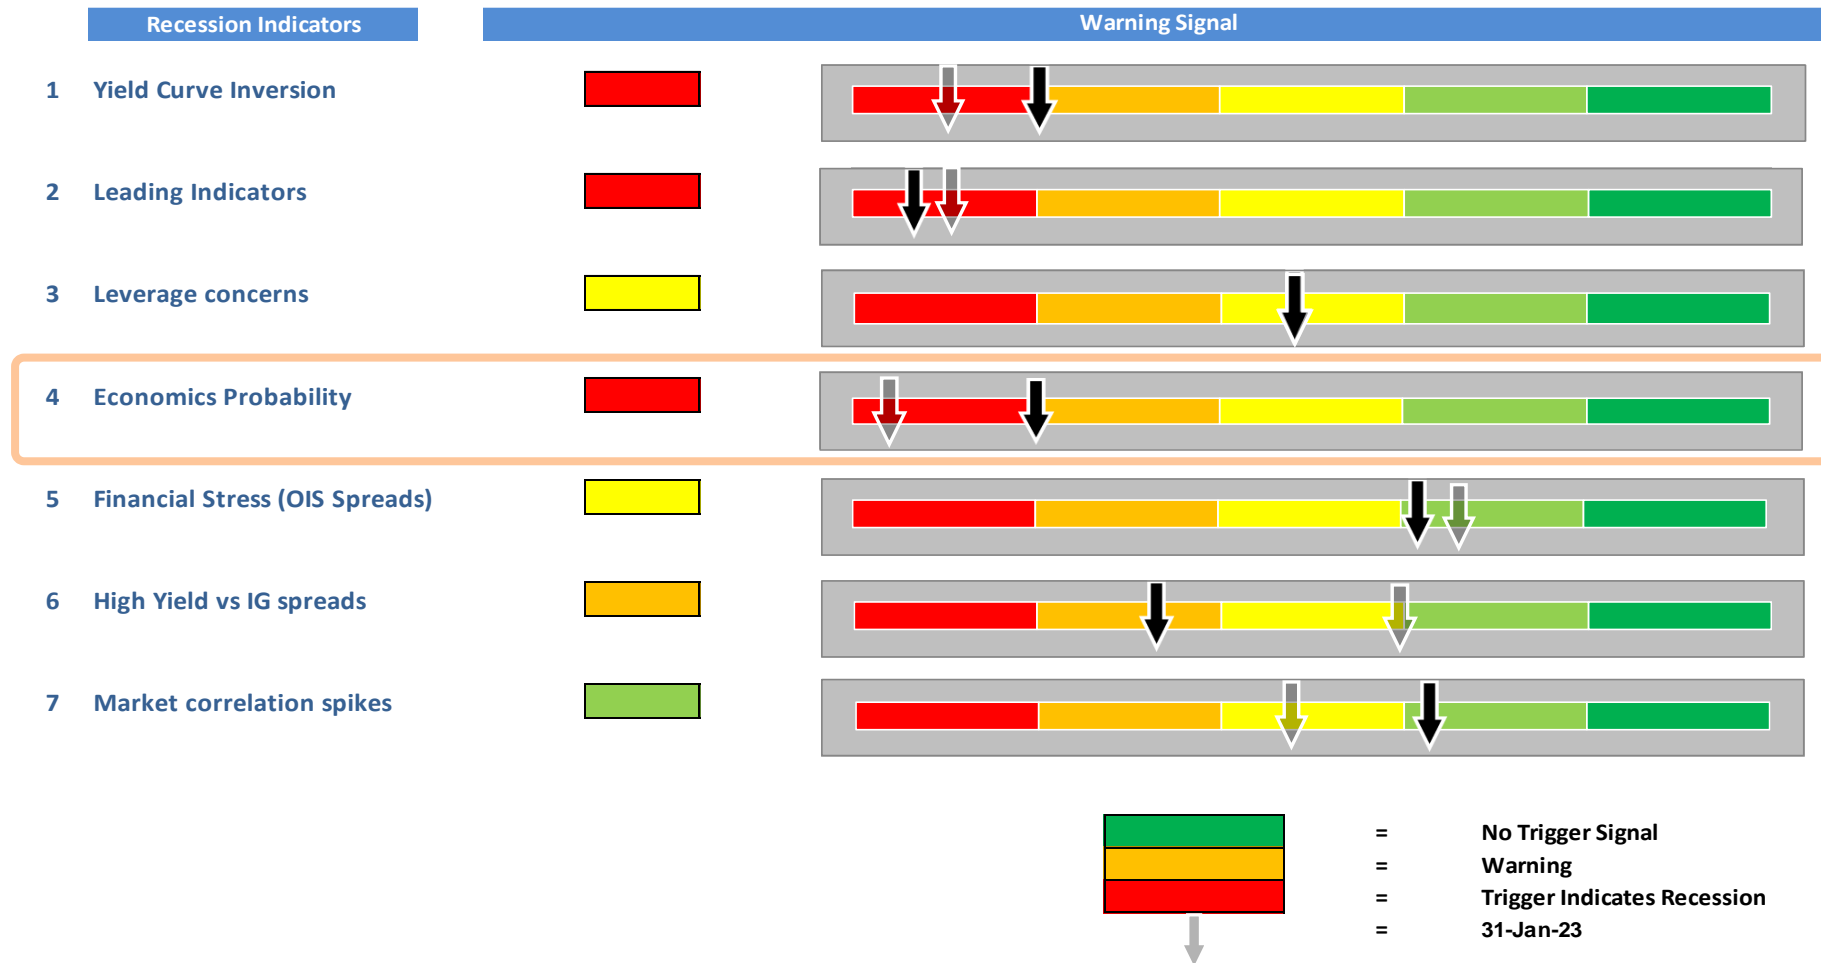 Recession Indicators Warning Signal
1 Yield Curve Inversion
2 Leading Indicators
3 Leverage concerns
4 Economics Probability
5 Financial Stress (OIS Spreads)
6 High Yield vs IG spreads
7 Market correlation spikes
= No Trigger Signal
= Warning
= Trigger Indicates Recession
= 31-Jan-23